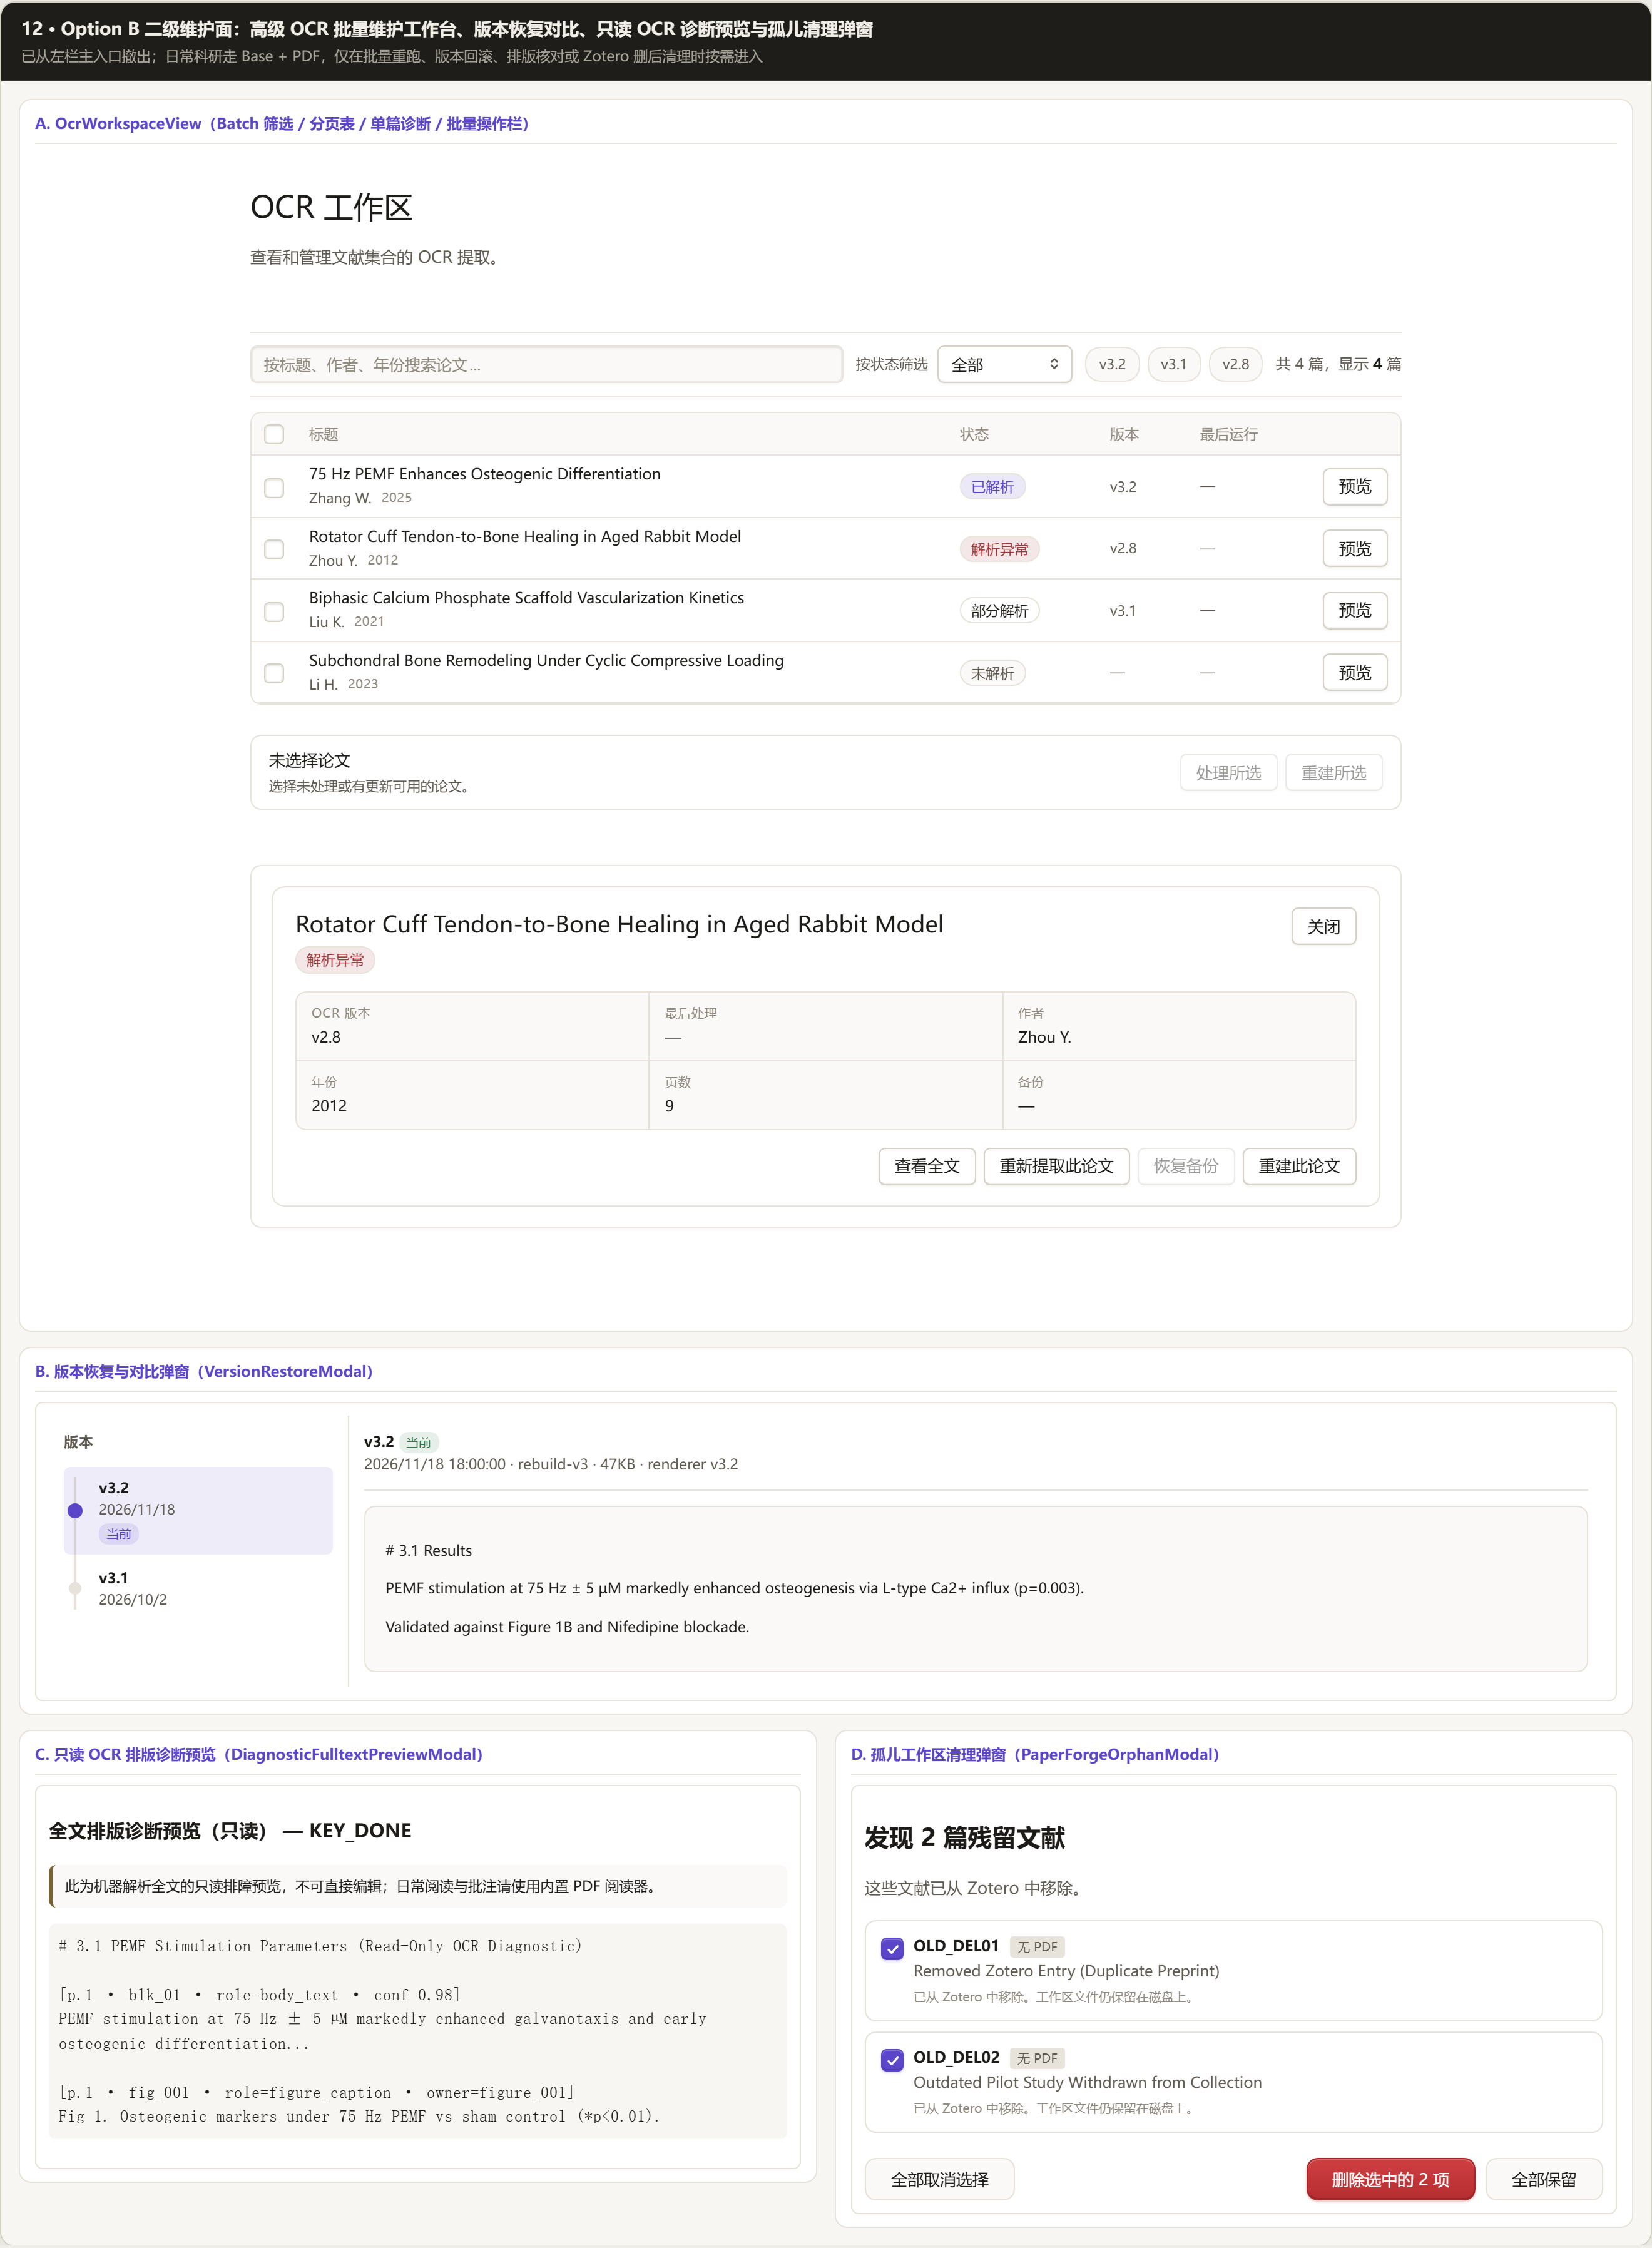 12 • Option B 二级维护面：高级 OCR 批量维护工作台、版本恢复对比、只读 OCR 诊断预览与孤儿清理弹窗
已从左栏主入口撤出；日常科研走 Base + PDF，仅在批量重跑、版本回滚、排版核对或 Zotero 删后清理时按需进入
A. OcrWorkspaceView（Batch 筛选 / 分页表 / 单篇诊断 / 批量操作栏）
OCR 工作区
查看和管理文献集合的 OCR 提取。
按标题、作者、年份搜索论文... 按状态筛选 全部 v3.2 v3.1 v2.8 共 4 篇，显示 4 篇
标题 状态 版本 最后运行
75 Hz PEMF Enhances Osteogenic Differentiation
Zhang W. 2025
已解析 v3.2 — 预览
Rotator Cuff Tendon-to-Bone Healing in Aged Rabbit Model
Zhou Y. 2012
解析异常 v2.8 — 预览
Biphasic Calcium Phosphate Scaffold Vascularization Kinetics
Liu K. 2021
部分解析 v3.1 — 预览
Subchondral Bone Remodeling Under Cyclic Compressive Loading
Li H. 2023
未解析 — — 预览
未选择论文
选择未处理或有更新可用的论文。
处理所选 重建所选
Rotator Cuff Tendon-to-Bone Healing in Aged Rabbit Model 关闭
解析异常
OCR 版本 最后处理 作者
v2.8 — Zhou Y.
年份 页数 备份
2012 9 —
查看全文 重新提取此论文 恢复备份 重建此论文
B. 版本恢复与对比弹窗（VersionRestoreModal）
版本
v3.2
2026/11/18
当前
v3.1
2026/10/2
v3.2 当前
2026/11/18 18:00:00 · rebuild-v3 · 47KB · renderer v3.2
# 3.1 Results
PEMF stimulation at 75 Hz ± 5 μM markedly enhanced osteogenesis via L-type Ca2+ influx (p=0.003).
Validated against Figure 1B and Nifedipine blockade.
C. 只读 OCR 排版诊断预览（DiagnosticFulltextPreviewModal）
全文排版诊断预览（只读） — KEY_DONE
此为机器解析全文的只读排障预览，不可直接编辑；日常阅读与批注请使用内置 PDF 阅读器。
# 3.1 PEMF Stimulation Parameters (Read-Only OCR Diagnostic)
[p.1 • blk_01 • role=body_text • conf=0.98]
PEMF stimulation at 75 Hz ± 5 μM markedly enhanced galvanotaxis and early
osteogenic differentiation...
[p.1 • fig_001 • role=figure_caption • owner=figure_001]
Fig 1. Osteogenic markers under 75 Hz PEMF vs sham control (*p<0.01).
D. 孤儿工作区清理弹窗（PaperForgeOrphanModal）
发现 2 篇残留文献
这些文献已从 Zotero 中移除。
OLD_DEL01 无 PDF
Removed Zotero Entry (Duplicate Preprint)
已从 Zotero 中移除。工作区文件仍保留在磁盘上。
OLD_DEL02 无 PDF
Outdated Pilot Study Withdrawn from Collection
已从 Zotero 中移除。工作区文件仍保留在磁盘上。
全部取消选择 删除选中的 2 项 全部保留